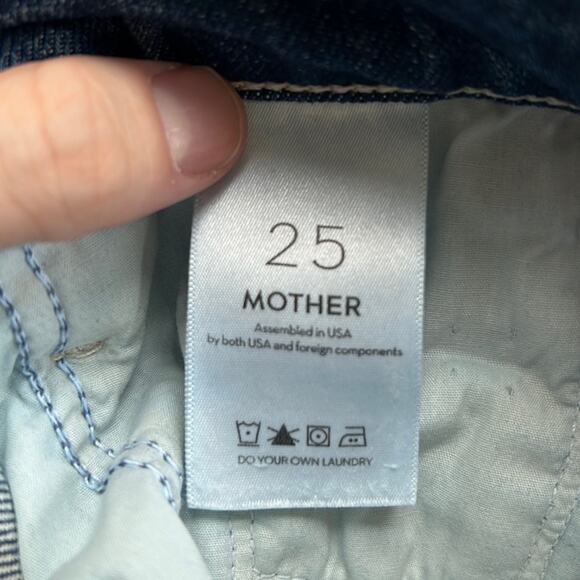 25
MOTHER
Assembled in USA
by both USA and foreign components
DO YOUR OWN LAUNDRY